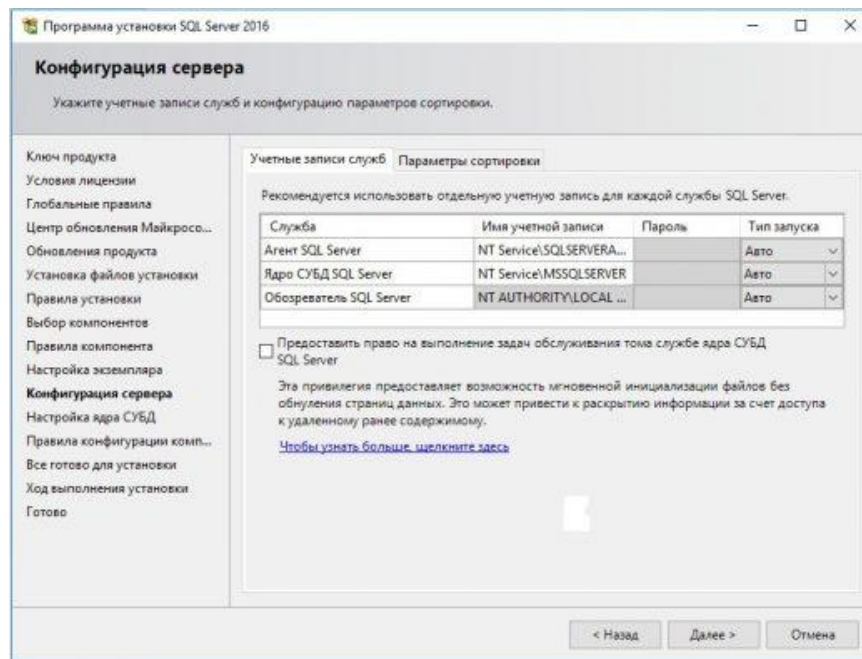 Программа установки SQL Server 2016
Конфигурация сервера
Укажите учетные записи служб и конфигурацию параметров сортировки.
Ключ продукта
Условия лицензии
Глобальные правила
Центр обновления Майкросо...
Обновления продукта
Установка файлов установки
Правила установки
Выбор компонентов
Правила компонента
Настройка экземпляра
Конфигурация сервера
Настройка ядра СУБД
Правила конфигурации комп...
Все готово для установки
Ход выполнения установки
Готово
Учетные записи служб Параметры сортировки
Рекомендуется использовать отдельную учетную запись для каждой службы SQL Server.
Служба Имя учетной записи Пароль Тип запуска
Агент SQL Server NT Service\SQLSERVERA... Авто
Ядро СУБД SQL Server NT Service\MSSQLSERVER Авто
Обозреватель SQL Server NT AUTHORITY\LOCAL ... Авто
Предоставить право на выполнение задач обслуживания тома службе ядра СУБД
SQL Server
Эта привилегия предоставляет возможность мгновенной инициализации файлов без
обнуления страниц данных. Это может привести к раскрытию информации за счет доступа
к удаленному ранее содержимому.
Чтобы узнать больше, щелкните здесь
< Назад Далее > Отмена